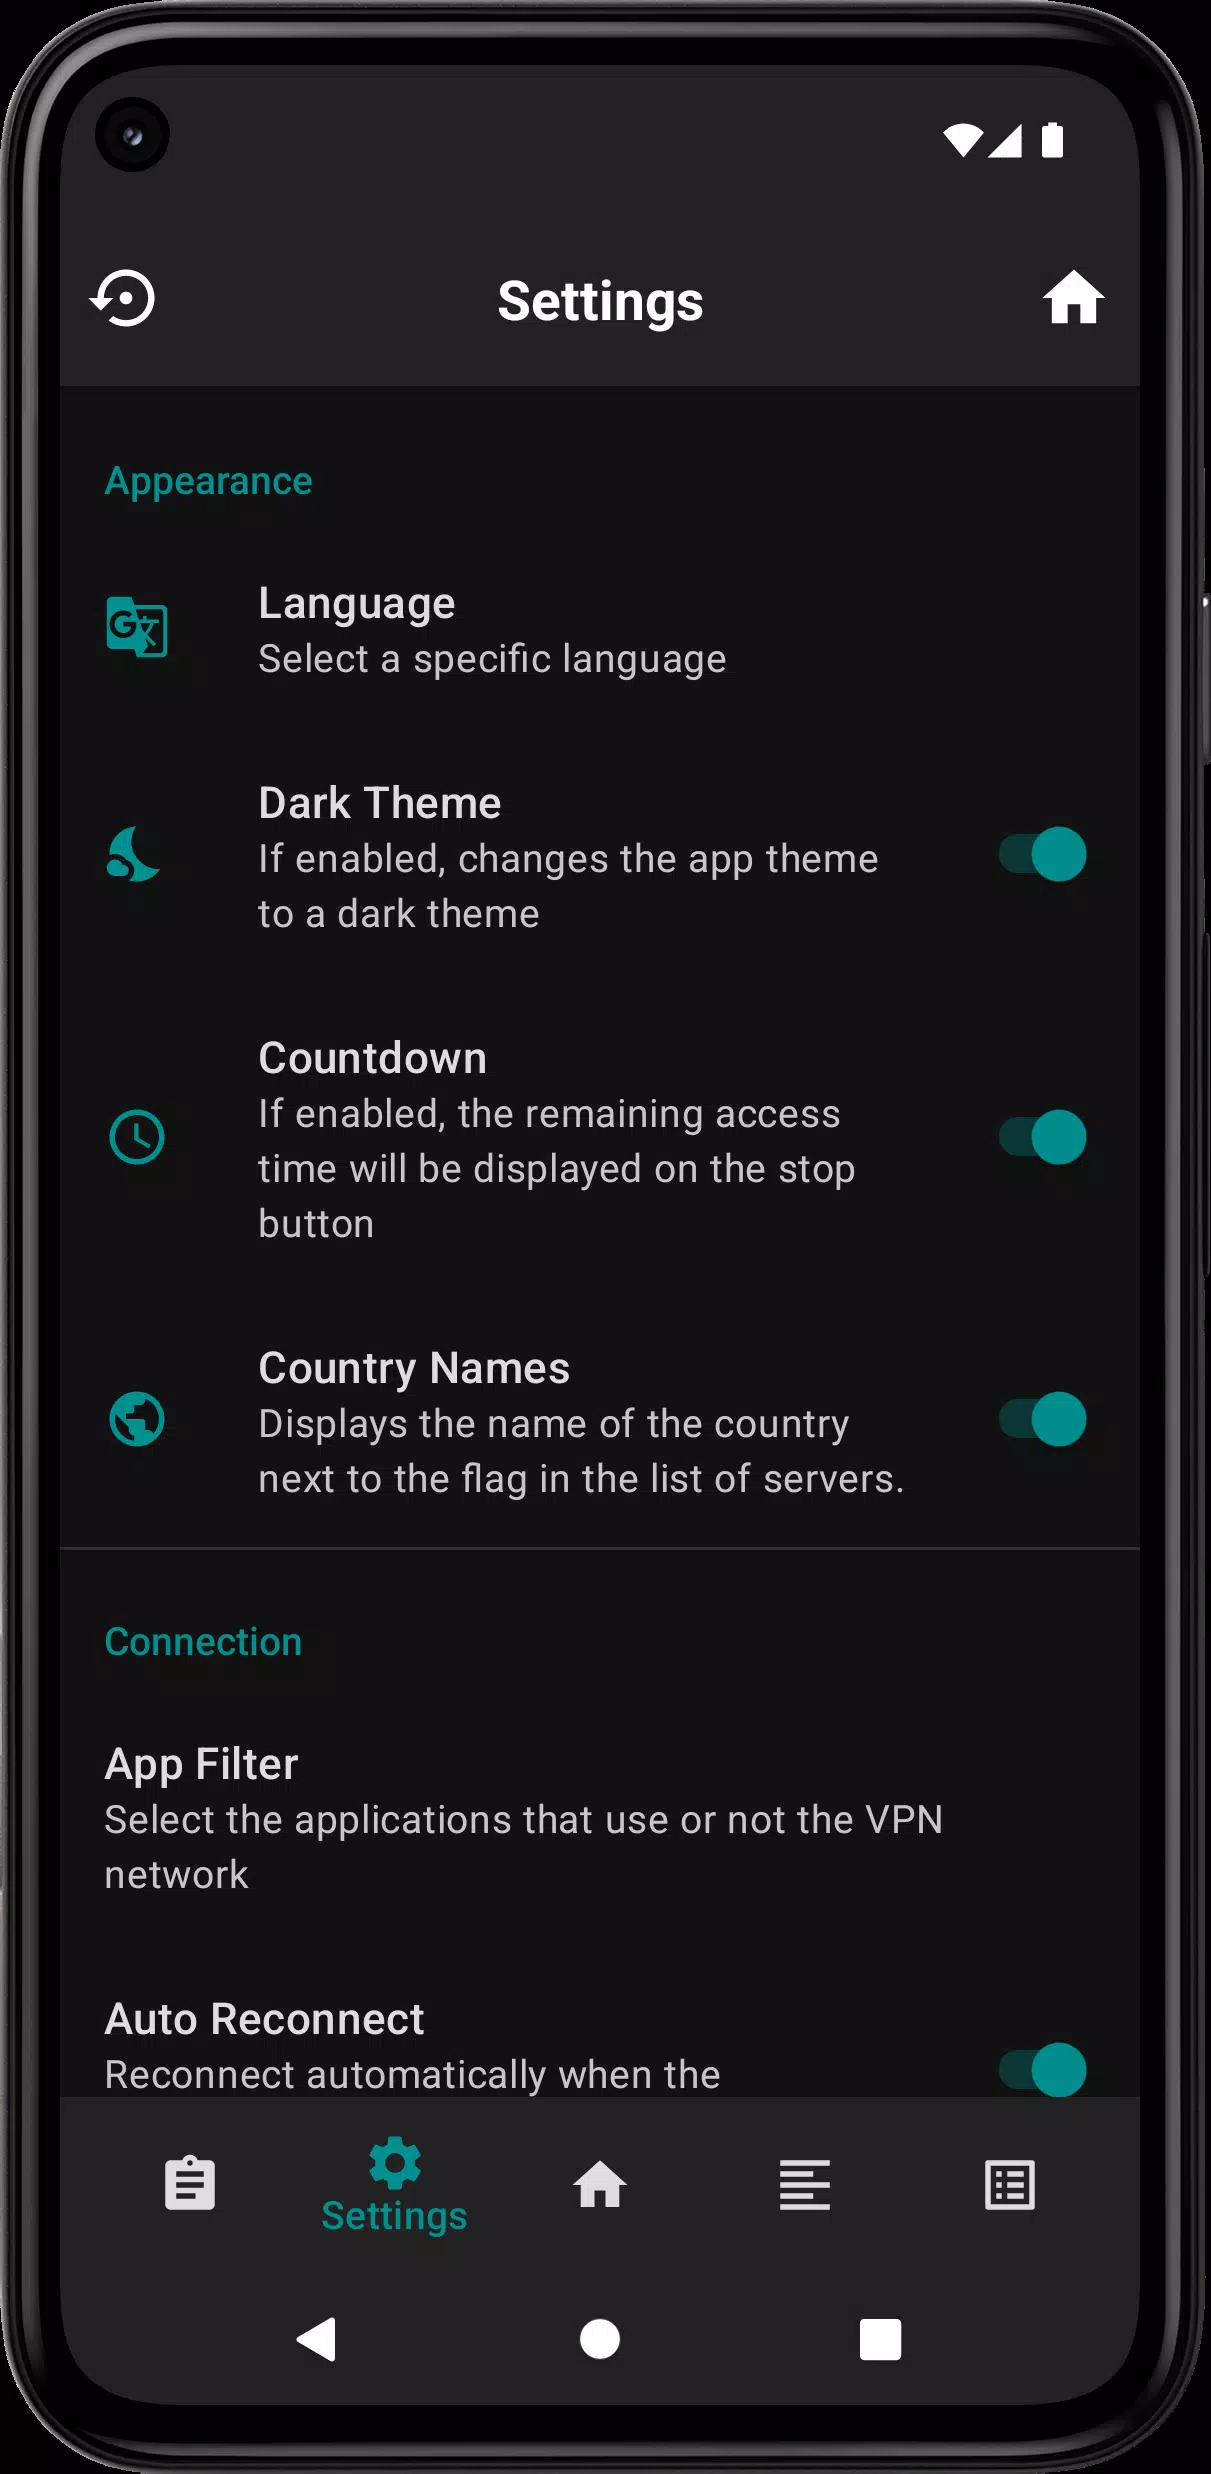 Settings
Appearance
Language
Select a specific language
Dark Theme
If enabled, changes the app theme
to a dark theme
Countdown
If enabled, the remaining access
time will be displayed on the stop
button
Country Names
Displays the name of the country
next to the flag in the list of servers.
Connection
App Filter
Select the applications that use or not the VPN
network
Auto Reconnect
Reconnect automatically when the
Settings